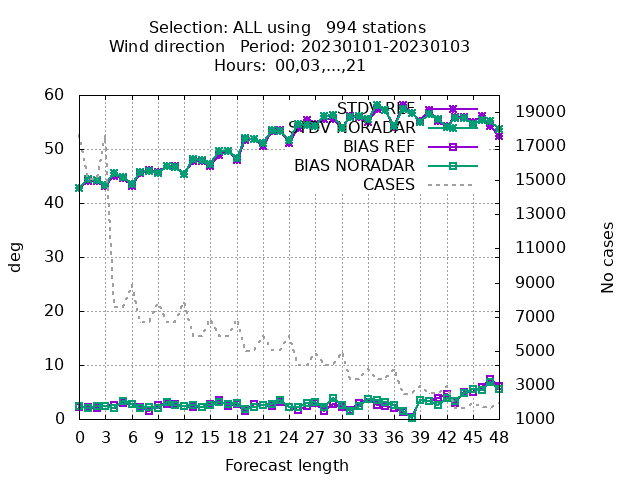 Selection: ALL using   994 stations
Wind direction   Period: 20230101-20230103
Hours: 00,03,...,21
60
50
40
30
20
10
0
deg
STDV REF
STDV NORADAR
BIAS REF
BIAS NORADAR
CASES
19000
17000
15000
13000
11000
9000
7000
5000
3000
1000
No cases
0 3 6 9 12 15 18 21 24 27 30 33 36 39 42 45 48
Forecast length